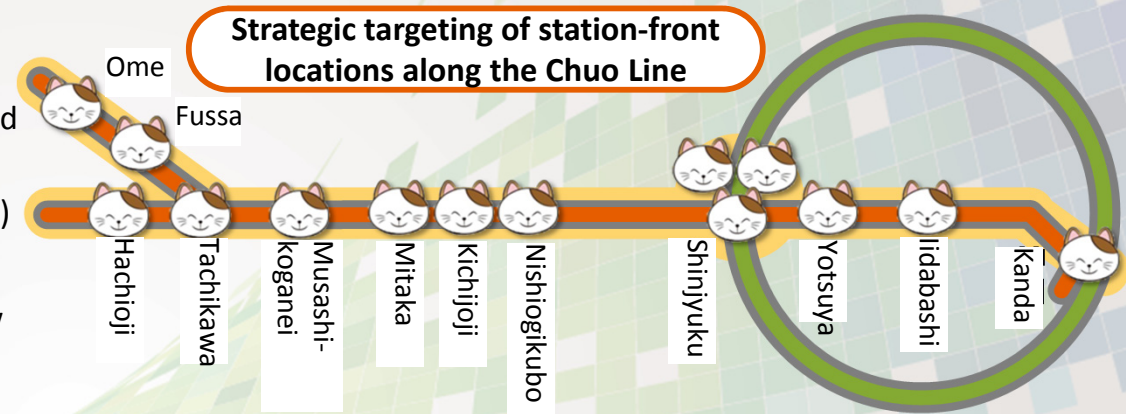 Strategic targeting of station-front
locations along the Chuo Line
Ome
Fussa
d
)
Hachioji
Tachikawa
Musashi-
koganei
Mitaka
Kichijoji
Nishiogikubo
Shinjyuku
Yotsuya
Iidabashi
Kanda